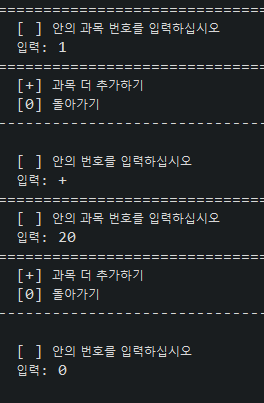 ==============================
[ ] 안의 과목 번호를 입력하십시오
입력: 1
==============================
[+] 과목 더 추가하기
[0] 돌아가기
------------------------------
[ ] 안의 번호를 입력하십시오
입력: +
==============================
[ ] 안의 과목 번호를 입력하십시오
입력: 20
==============================
[+] 과목 더 추가하기
[0] 돌아가기
------------------------------
[ ] 안의 번호를 입력하십시오
입력: 0